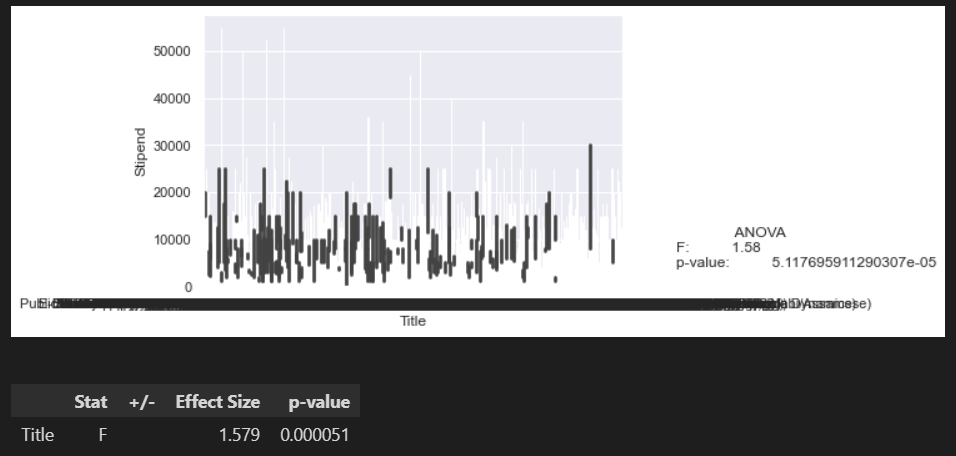 50000
40000
30000
20000
10000
0
Stipend
Title
ANOVA
F: 1.58
p-value: 5.117695911290307e-05
Stat +/- Effect Size p-value
Title F 1.579 0.000051